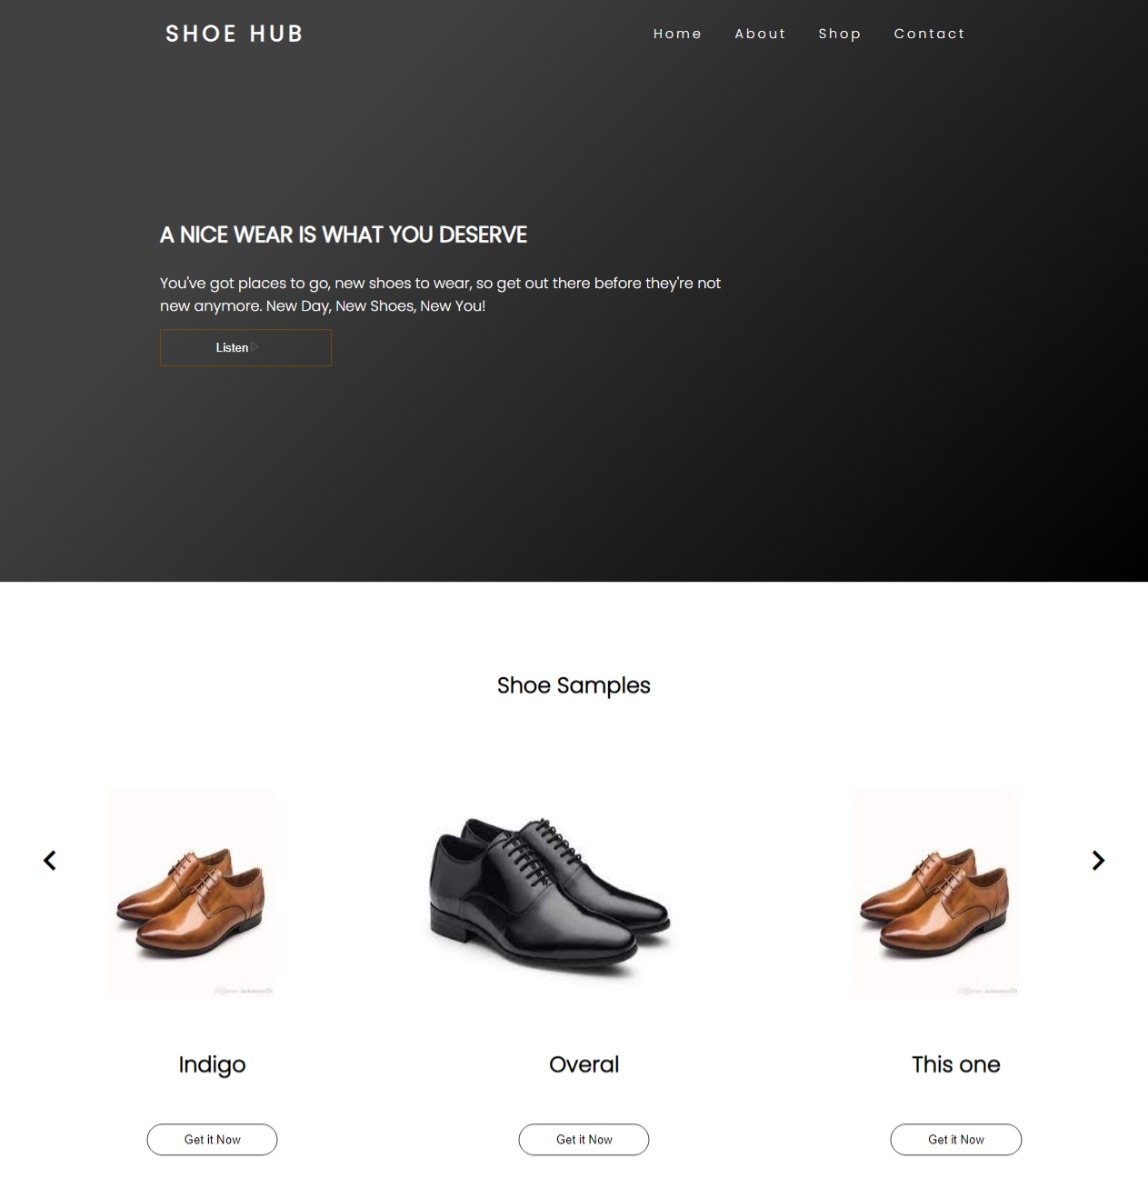 SHOE HUB
Home About Shop Contact
A NICE WEAR IS WHAT YOU DESERVE
You've got places to go, new shoes to wear, so get out there before they're not
new anymore. New Day, New Shoes, New You!
Listen
Shoe Samples
Indigo
Overal
This one
Get it Now
Get it Now
Get it Now